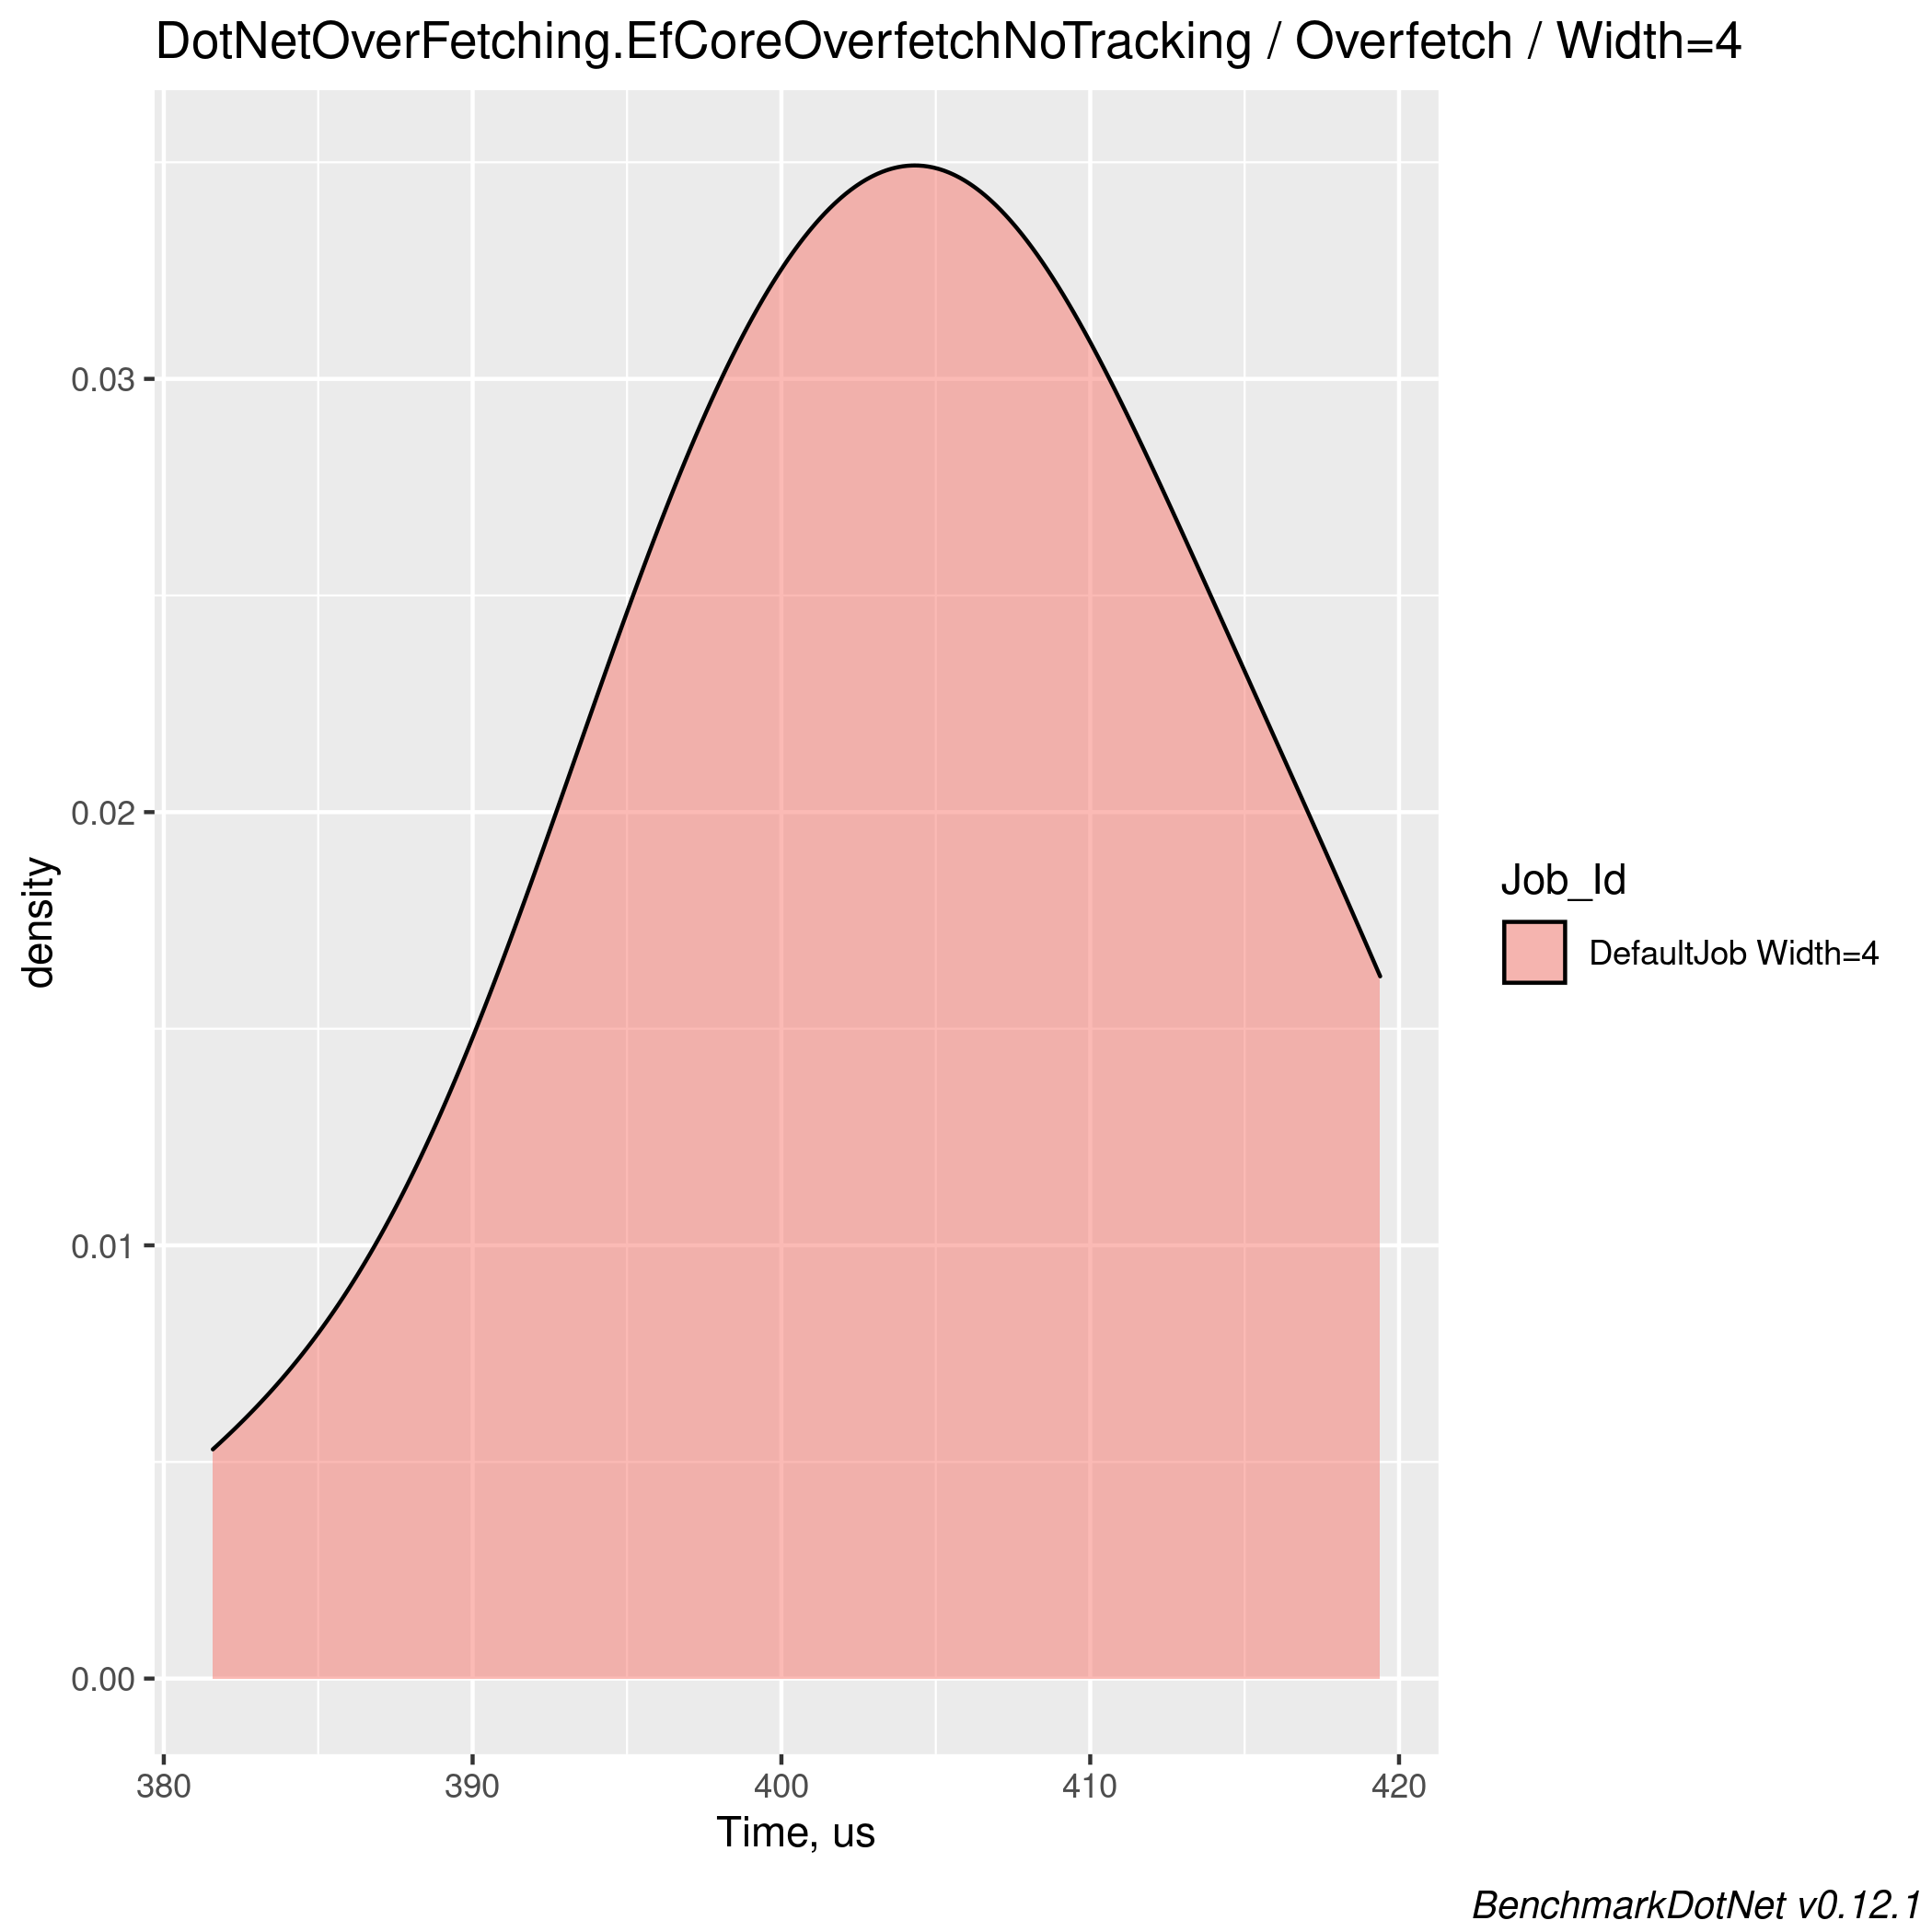 DotNetOverFetching.EfCoreOverfetchNoTracking / Overfetch / Width=4
0.03
0.02
0.01
0.00
density
380 390 400 410 420
Time, us
Job_Id
DefaultJob Width=4
BenchmarkDotNet v0.12.1